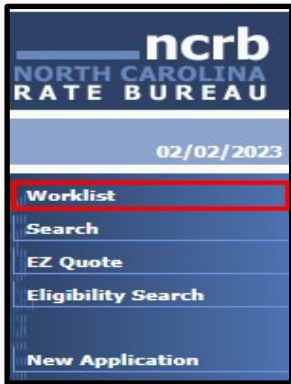 ncrb
NORTH CAROLINA
RATE BUREAU
02/02/2023
Worklist
Search
EZ Quote
Eligibility Search
New Application